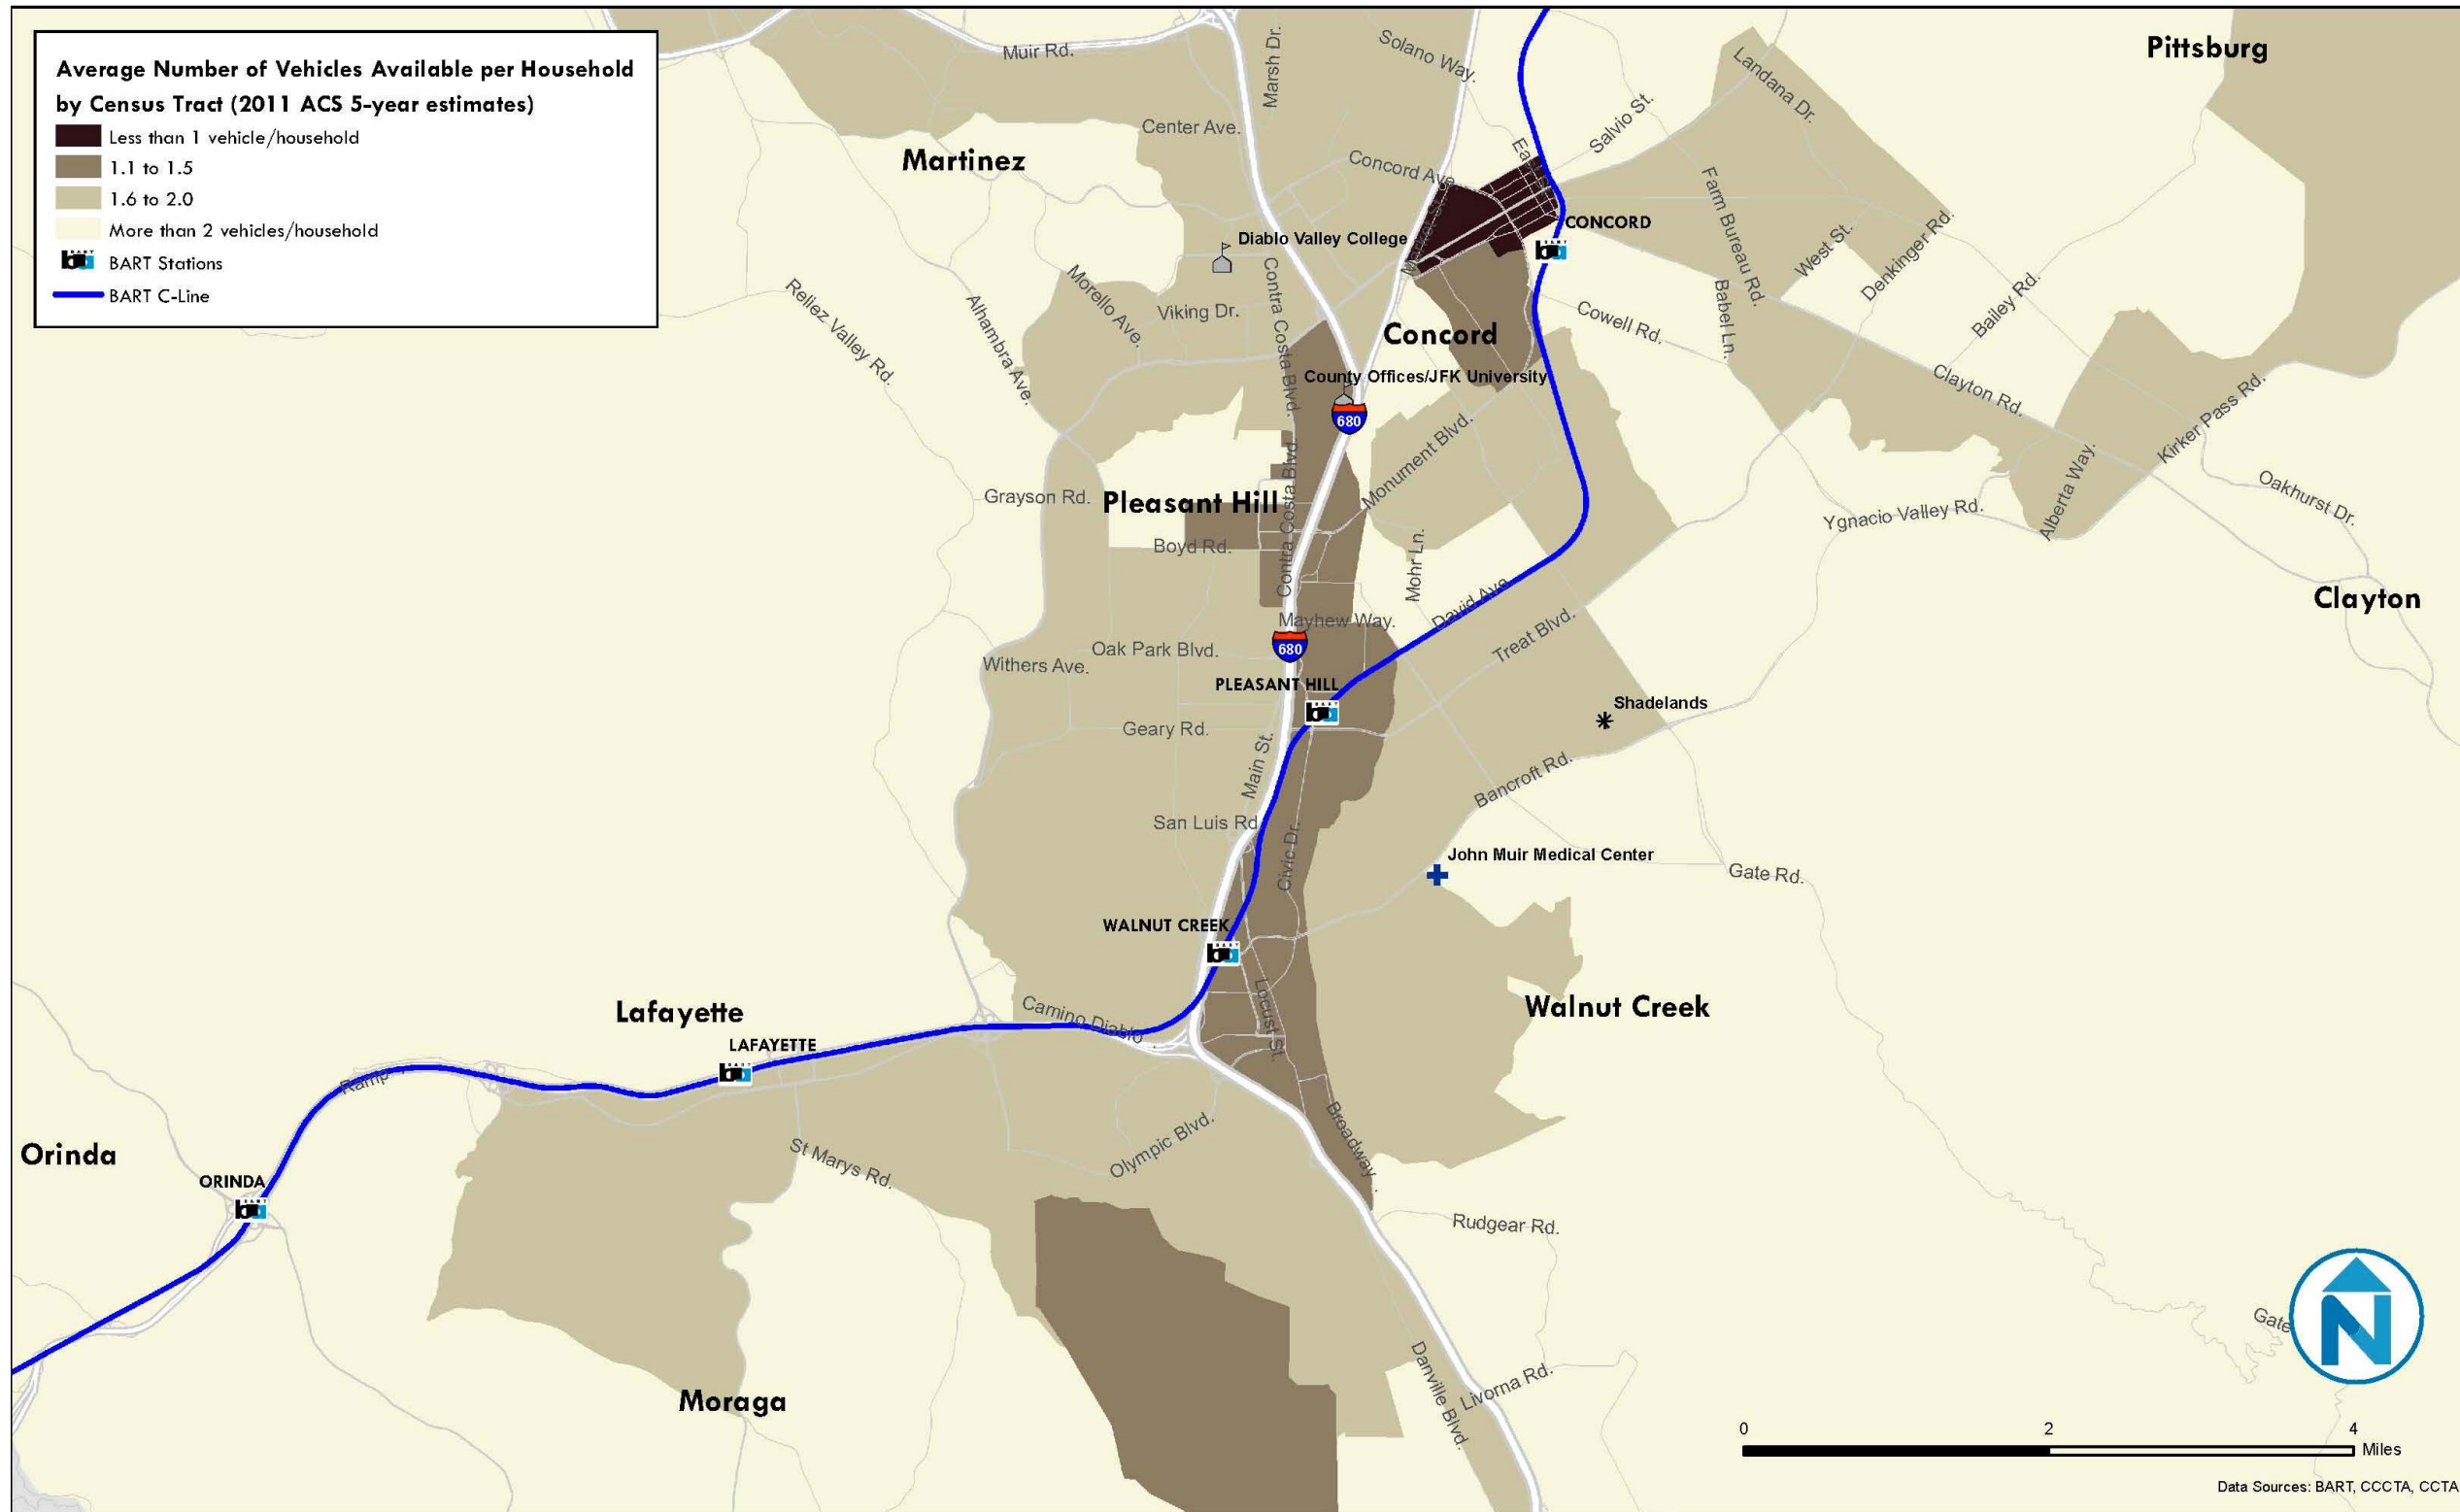 Average Number of Vehicles Available per Household
by Census Tract (2011 ACS 5-year estimates)
Less than 1 vehicle/household
1.1 to 1.5
1.6 to 2.0
More than 2 vehicles/household
BART Stations
BART C-Line
Muir Rd.
Marsh Dr.
Solano Way.
Landana Dr.
Pittsburg
Center Ave.
Salvio St.
Martinez
Concord Ave.
Farm Bureau Rd.
CONCORD
Diablo Valley College
West St.
Denkinger Rd.
Rellez Valley Rd.
Alhambra Ave.
Morello Ave.
Viking Dr.
Contra Costa Blvd.
Concord
Cowell Rd.
Babel Ln.
Bailey Rd.
County Offices/JFK University
680
Clayton Rd.
Kirker Pass Rd.
Monument Blvd.
Grayson Rd.
Pleasant Hill
Contra Costa Blvd.
Contra Costa Blvd.
Alberta Way.
Oakhurst Dr.
Ygnacio Valley Rd.
Boyd Rd.
Mohr Ln.
David Ave.
Clayton
Mayhew Way.
Treat Blvd.
680
Oak Park Blvd.
Withers Ave.
PLEASANT HILL
Shadelands
Geary Rd.
Main St.
Bancroft Rd.
San Luis Rd.
Civic Dr.
John Muir Medical Center
Gate Rd.
WALNUT CREEK
Locust St.
Lafayette
Camino Diablo
Walnut Creek
LAFAYETTE
Ramp
Orinda
St Marys Rd.
Olympic Blvd.
Broadway
ORINDA
Rudgear Rd.
Gate
N
Moraga
Danville Blvd.
Livorna Rd.
0 2 4
Miles
Data Sources: BART, CCCTA, CCTA